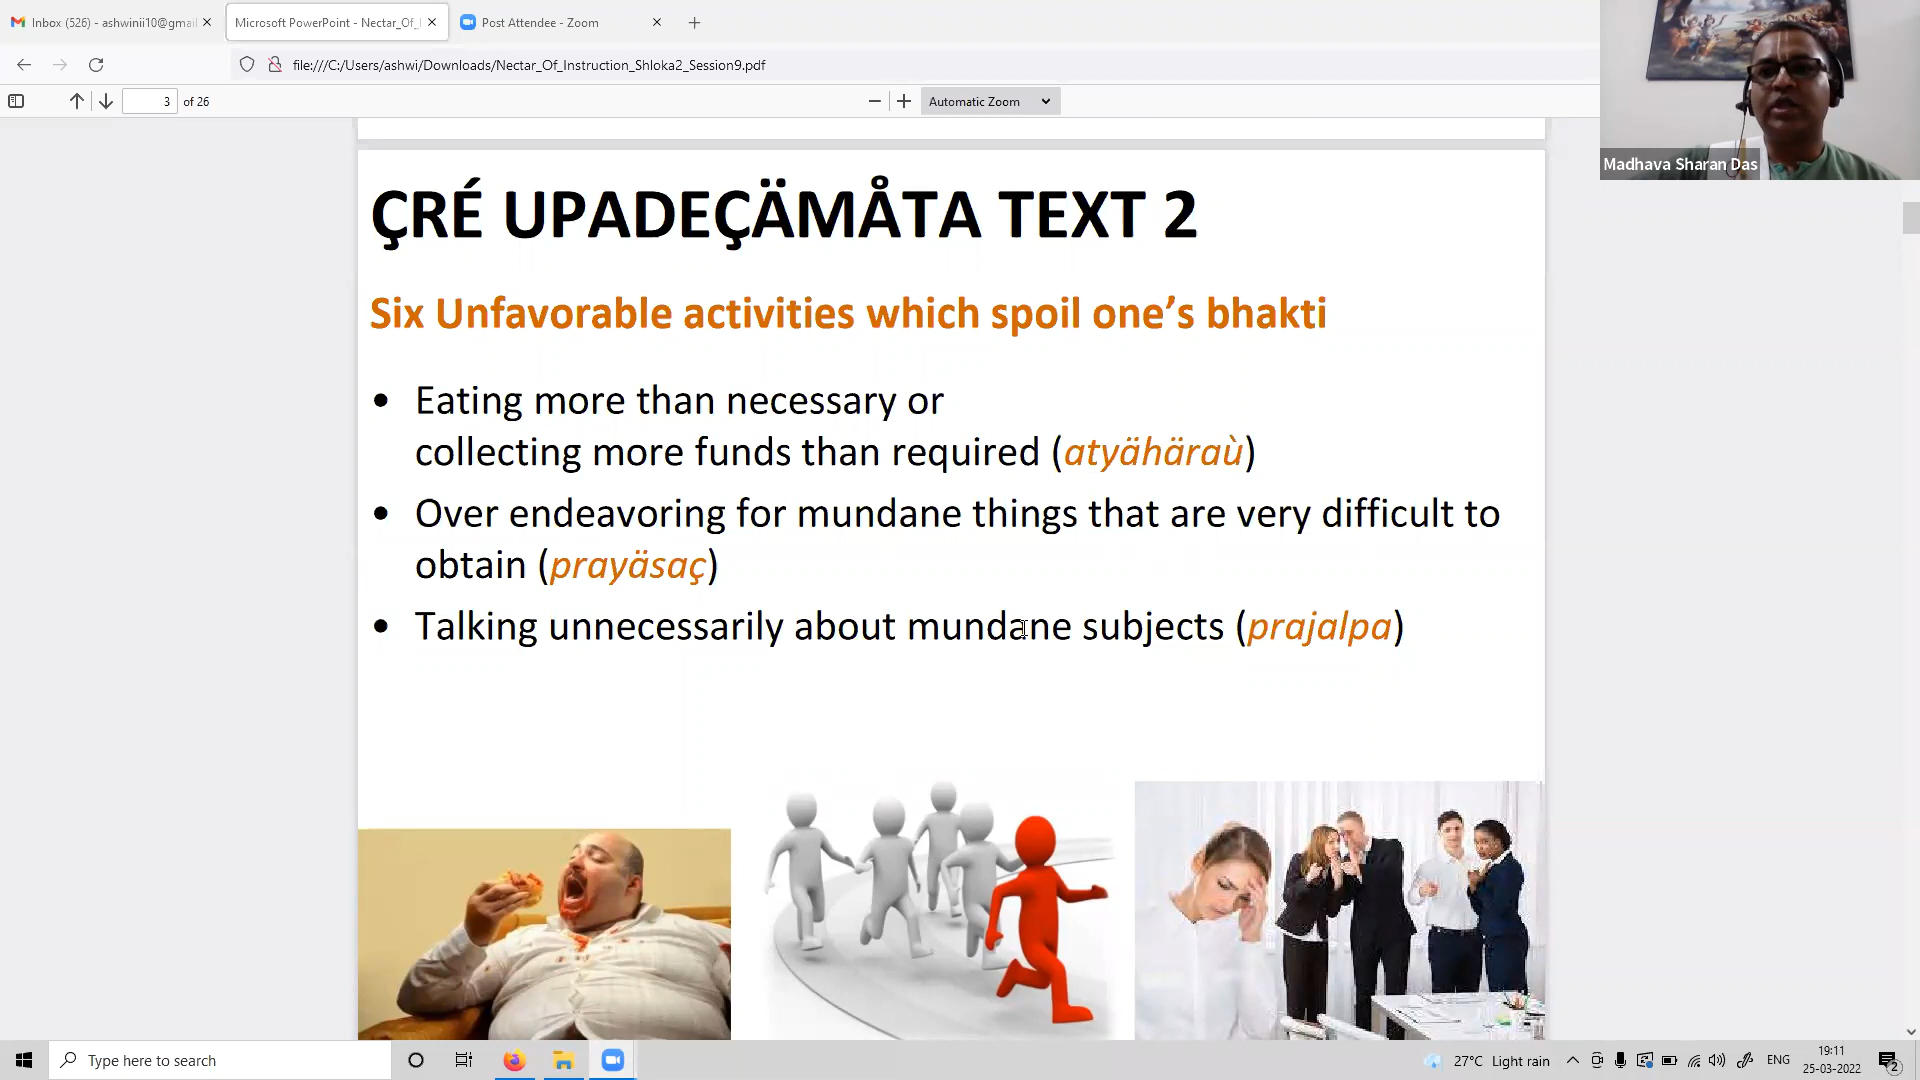 Inbox (526) - ashwinii10@gmai
Microsoft PowerPoint - Nectar_Of_
Post Attendee - Zoom
file:///C:/Users/ashwi/Downloads/Nectar_Of_Instruction_Shloka2_Session9.pdf
3 of 26
Automatic Zoom
Madhava Sharan Das
ÇRÉ UPADEÇÄMÅTA TEXT 2
Six Unfavorable activities which spoil one’s bhakti
• Eating more than necessary or
collecting more funds than required (atyähäraù)
• Over endeavoring for mundane things that are very difficult to
obtain (prayäsaç)
• Talking unnecessarily about mundane subjects (prajalpa)
Type here to search
27°C Light rain
ENG
19:11
25-03-2022
2